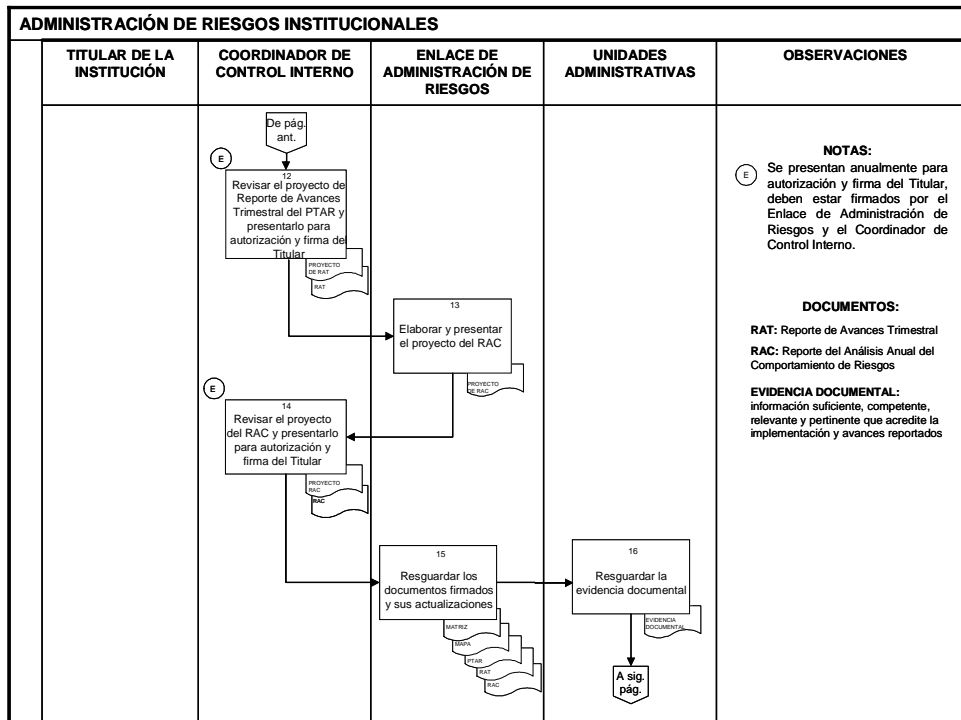 ADMINISTRACIÓN DE RIESGOS INSTITUCIONALES
TITULAR DE LA
INSTITUCIÓN
COORDINADOR DE
CONTROL INTERNO
ENLACE DE
ADMINISTRACIÓN DE
RIESGOS
UNIDADES
ADMINISTRATIVAS
OBSERVACIONES
De pág.
ant.
E
12
Revisar el proyecto de
Reporte de Avances
Trimestral del PTAR y
presentarlo para
autorización y firma del
Titular
PROYECTO
DE RAT
RAT
13
Elaborar y presentar
el proyecto del RAC
PROYECTO
DE RAC
E
14
Revisar el proyecto
del RAC y presentarlo
para autorización y
firma del Titular
PROYECTO
RAC
RAC
15
Resguardar los
documentos firmados
y sus actualizaciones
MATRIZ
MAPA
PTAR
RAT
RAC
16
Resguardar la
evidencia documental
EVIDENCIA
DOCUMENTAL
A sig.
pág.
NOTAS:
E
Se presentan anualmente para
autorización y firma del Titular,
deben estar firmados por el
Enlace de Administración de
Riesgos y el Coordinador de
Control Interno.
DOCUMENTOS:
RAT: Reporte de Avances Trimestral
RAC: Reporte del Análisis Anual del
Comportamiento de Riesgos
EVIDENCIA DOCUMENTAL:
información suficiente, competente,
relevante y pertinente que acredite la
implementación y avances reportados